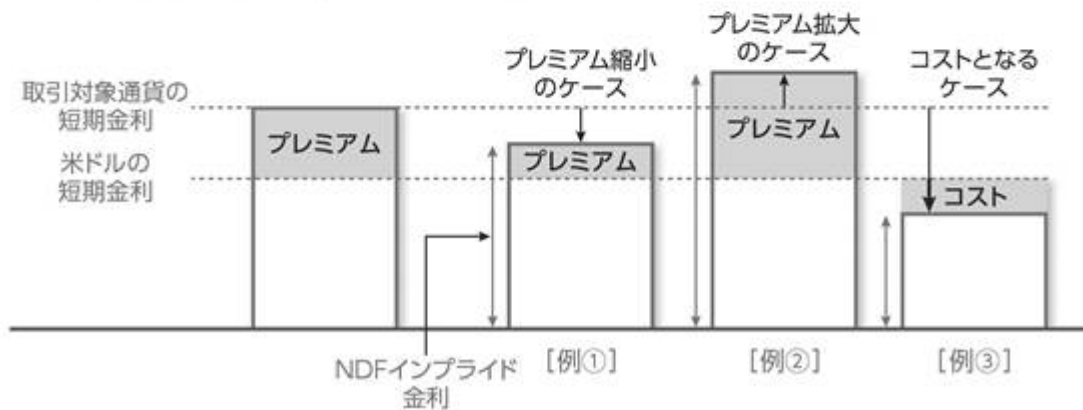 プレミアム縮小
のケース
プレミアム拡大
のケース
コストとなる
ケース
取引対象通貨の
短期金利
米ドルの
短期金利
プレミアム
プレミアム
プレミアム
コスト
NDFインプライド
金利
[例①]
[例②]
[例③]